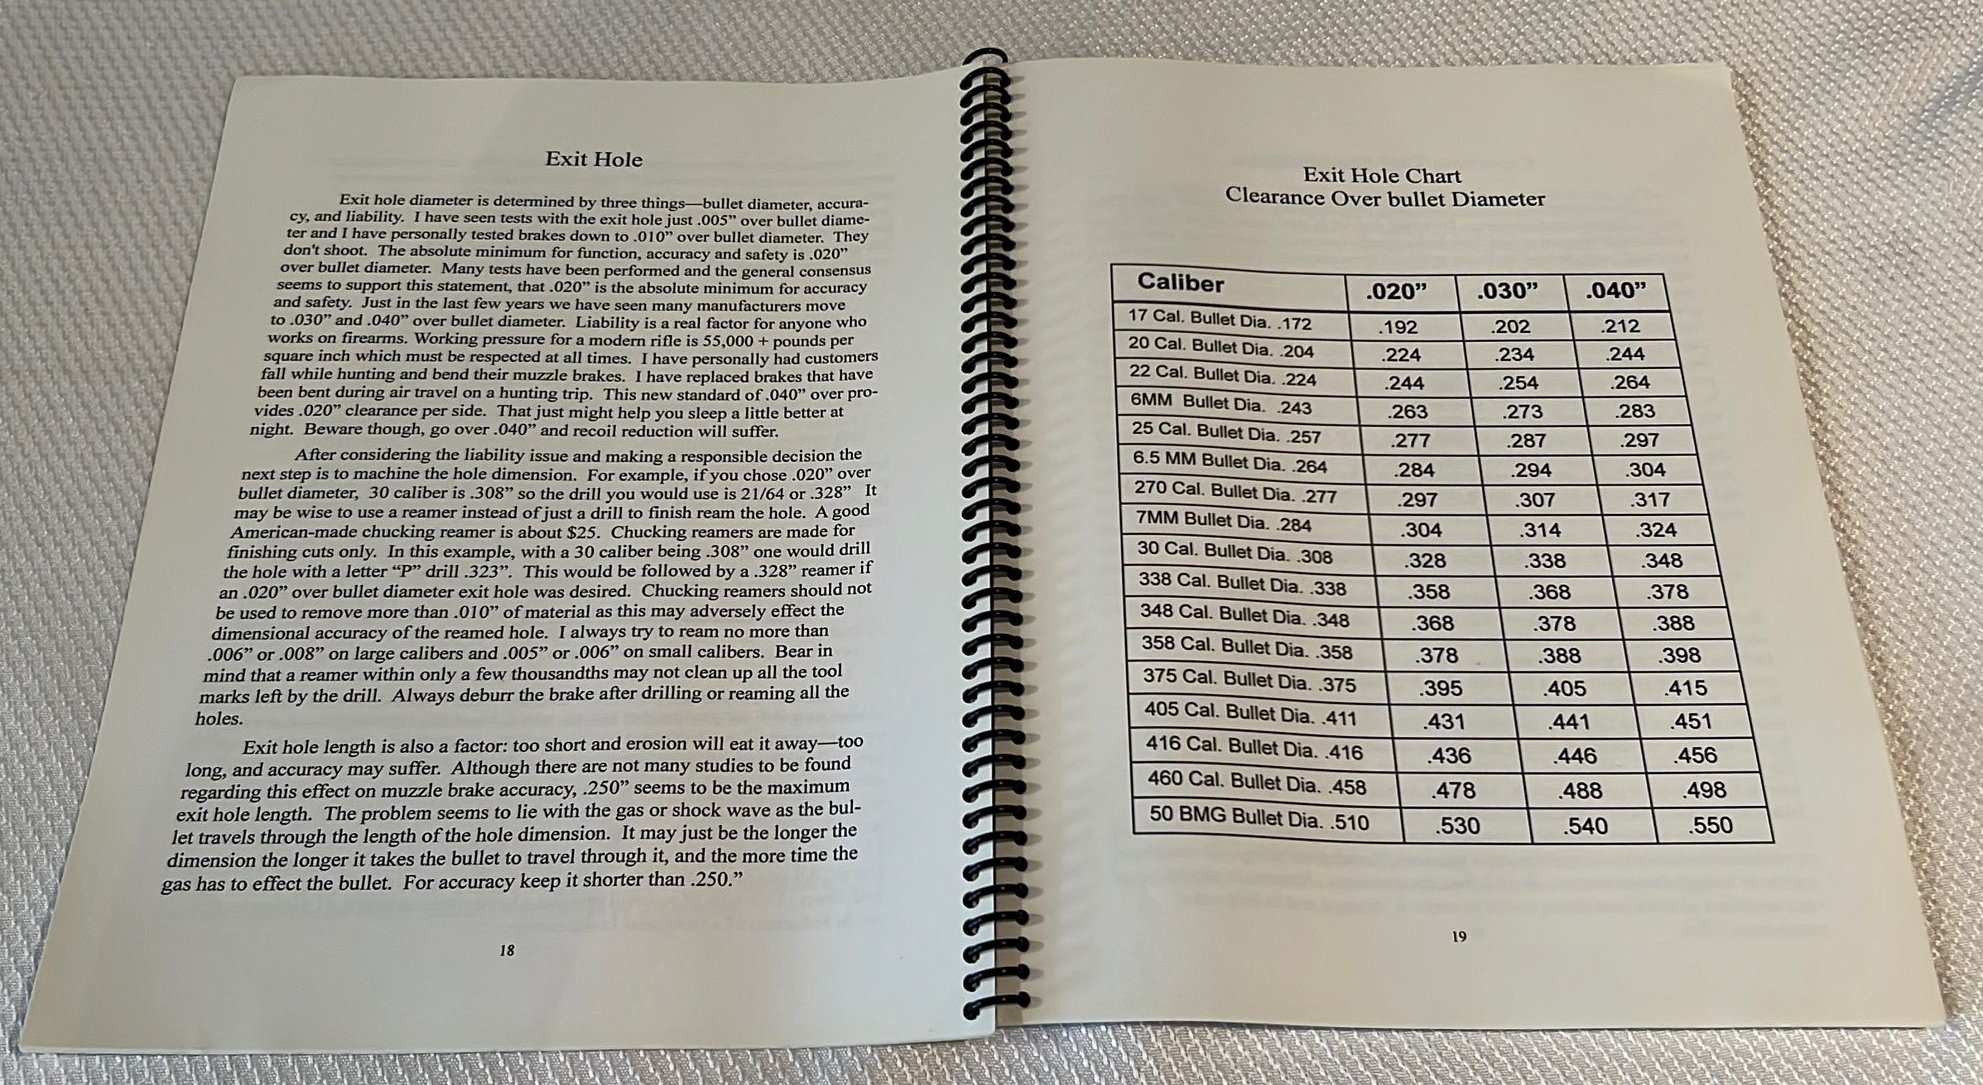 Exit Hole
Exit hole diameter is determined by three things—bullet diameter, accura-
cy, and liability. I have seen tests with the exit hole just .005” over bullet diame-
ter and I have personally tested brakes down to .010” over bullet diameter. They
don't shoot. The absolute minimum for function, accuracy and safety is .020”
over bullet diameter. Many tests have been performed and the general consensus
seems to support this statement, that .020” is the absolute minimum for accuracy
and safety. Just in the last few years we have seen many manufacturers move
to .030” and .040” over bullet diameter. Liability is a real factor for anyone who
works on firearms. Working pressure for a modern rifle is 55,000 + pounds per
square inch which must be respected at all times. I have personally had customers
fall while hunting and bend their muzzle brakes. I have replaced brakes that have
been bent during air travel on a hunting trip. This new standard of .040” over pro-
vides .020” clearance per side. That just might help you sleep a little better at
night. Beware though, go over .040” and recoil reduction will suffer.
After considering the liability issue and making a responsible decision the
next step is to machine the hole dimension. For example, if you chose .020” over
bullet diameter, 30 caliber is .308” so the drill you would use is 21/64 or .328” It
may be wise to use a reamer instead of just a drill to finish ream the hole. A good
American-made chucking reamer is about $25. Chucking reamers are made for
finishing cuts only. In this example, with a 30 caliber being .308” one would drill
the hole with a letter “P” drill .323”. This would be followed by a .328” reamer if
an .020” over bullet diameter exit hole was desired. Chucking reamers should not
be used to remove more than .010” of material as this may adversely effect the
dimensional accuracy of the reamed hole. I always try to ream no more than
.006” or .008” on large calibers and .005” or .006” on small calibers. Bear in
mind that a reamer within only a few thousandths may not clean up all the tool
marks left by the drill. Always deburr the brake after drilling or reaming all the
holes.
Exit hole length is also a factor: too short and erosion will eat it away—too
long, and accuracy may suffer. Although there are not many studies to be found
regarding this effect on muzzle brake accuracy, .250” seems to be the maximum
exit hole length. The problem seems to lie with the gas or shock wave as the bul-
let travels through the length of the hole dimension. It may just be the longer the
dimension the longer it takes the bullet to travel through it, and the more time the
gas has to effect the bullet. For accuracy keep it shorter than .250.”
18
Exit Hole Chart
Clearance Over bullet Diameter
Caliber .020” .030” .040”
17 Cal. Bullet Dia. .172 .192 .202 .212
20 Cal. Bullet Dia. .204 .224 .234 .244
22 Cal. Bullet Dia. .224 .244 .254 .264
6MM Bullet Dia. .243 .263 .273 .283
25 Cal. Bullet Dia. .257 .277 .287 .297
6.5 MM Bullet Dia. .264 .284 .294 .304
270 Cal. Bullet Dia. .277 .297 .307 .317
7MM Bullet Dia. .284 .304 .314 .324
30 Cal. Bullet Dia. .308 .328 .338 .348
338 Cal. Bullet Dia. .338 .358 .368 .378
348 Cal. Bullet Dia. .348 .368 .378 .388
358 Cal. Bullet Dia. .358 .378 .388 .398
375 Cal. Bullet Dia. .375 .395 .405 .415
405 Cal. Bullet Dia. .411 .431 .441 .451
416 Cal. Bullet Dia. .416 .436 .446 .456
460 Cal. Bullet Dia. .458 .478 .488 .498
50 BMG Bullet Dia. .510 .530 .540 .550
19